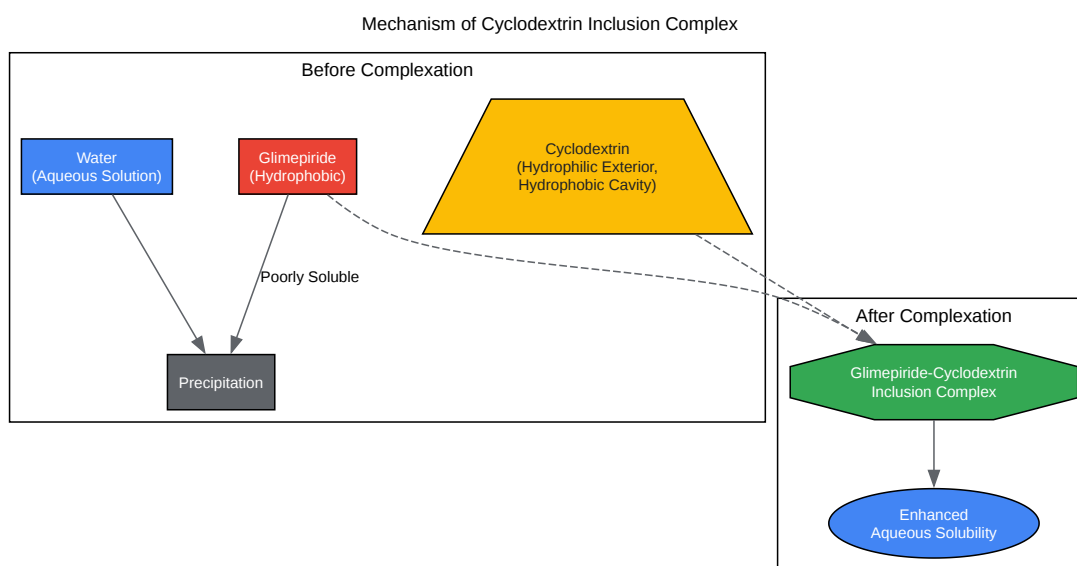 Mechanism of Cyclodextrin Inclusion Complex
Before Complexation
Water
(Aqueous Solution)
Glimepiride
(Hydrophobic)
Cyclodextrin
(Hydrophilic Exterior,
Hydrophobic Cavity)
Poorly Soluble
Precipitation
After Complexation
Glimepiride-Cyclodextrin
Inclusion Complex
Enhanced
Aqueous Solubility